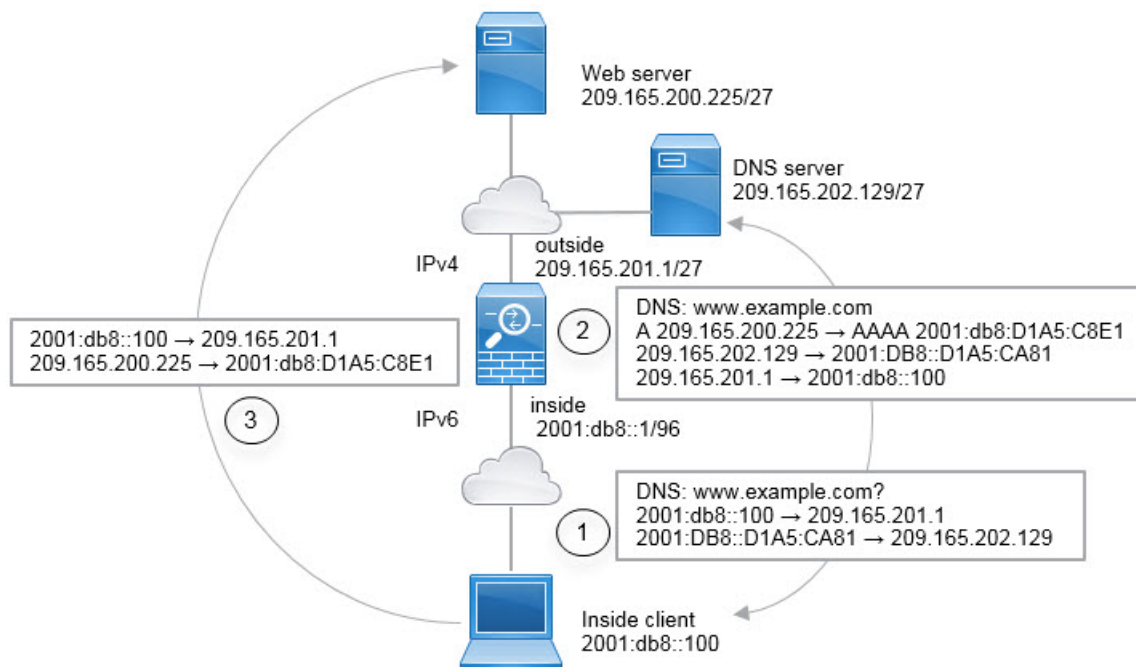 Web server
209.165.200.225/27
DNS server
209.165.202.129/27
IPv4
outside
209.165.201.1/27
2
DNS: www.example.com
A 209.165.200.225 → AAAA 2001:db8:D1A5:C8E1
209.165.202.129 → 2001:DB8::D1A5:CA81
209.165.201.1 → 2001:db8::100
2001:db8::100 → 209.165.201.1
209.165.200.225 → 2001:db8:D1A5:C8E1
3
IPv6
inside
2001:db8::1/96
1
DNS: www.example.com?
2001:db8::100 → 209.165.201.1
2001:DB8::D1A5:CA81 → 209.165.202.129
Inside client
2001:db8::100